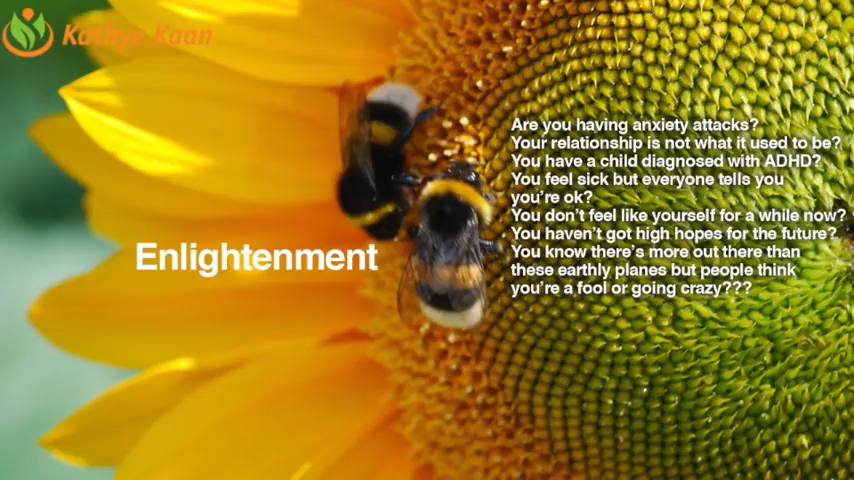 Kathye Kaan
Enlightenment
Are you having anxiety attacks?
Your relationship is not what it used to be?
You have a child diagnosed with ADHD?
You feel sick but everyone tells you
you're ok?
You don't feel like yourself for a while now?
You haven't got high hopes for the future?
You know there's more out there than
these earthly planes but people think
you're a fool or going crazy???